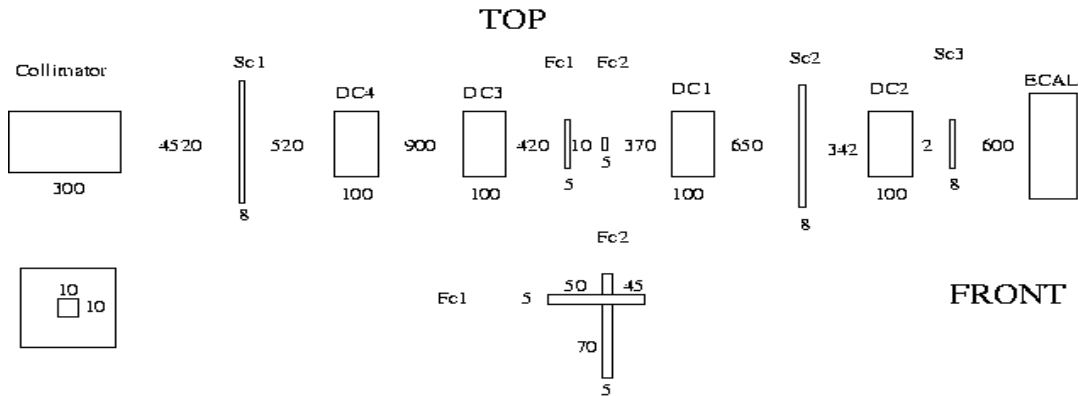 TOP
Collimator Sc1 DC4 DC3 Fc1 Fc2 DC1 Sc2 DC2 Sc3 ECAL
4520 520 900 420 10 370 650 342 2 600
300 8 100 100 5 5 100 8 100 8
Fc2
10 10
Fc1 5 50 45
FRONT
70
5